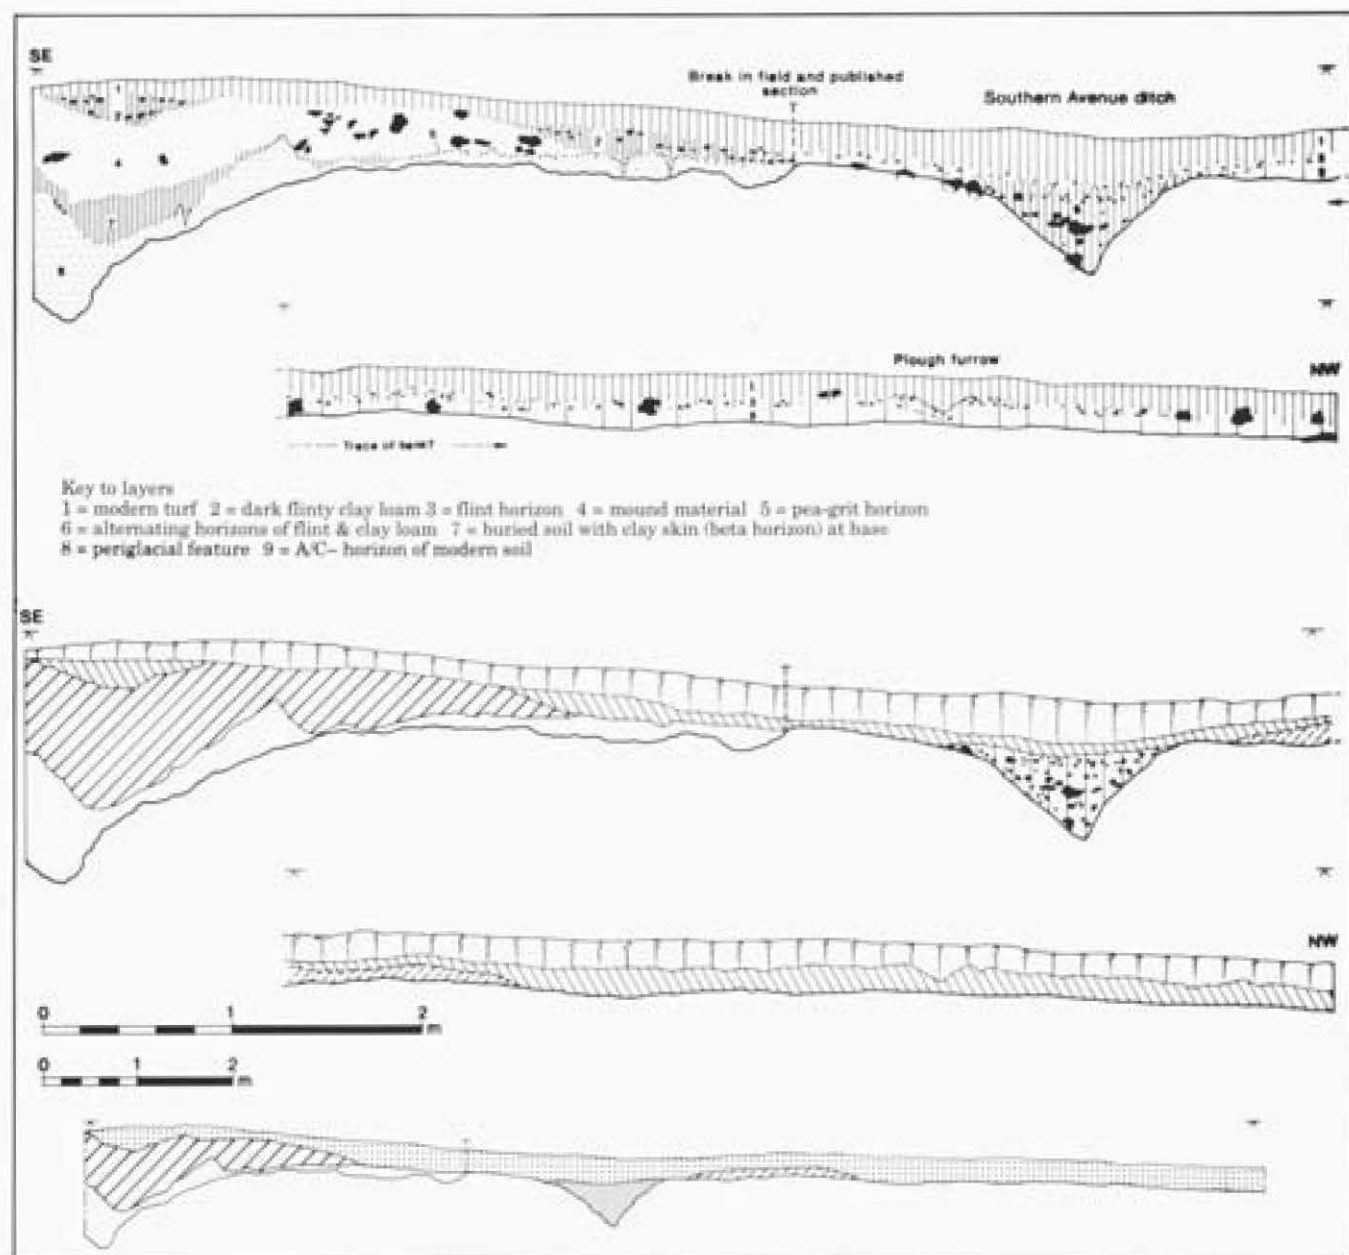 SE
Break in field and published
section
Southern Avenue ditch
Plough furrow
NW
Trace of bank?
Key to layers
1 = modern turf 2 = dark flinty clay loam 3 = flint horizon 4 = mound material 5 = pea-grit horizon
6 = alternating horizons of flint & clay loam 7 = buried soil with clay skin (beta horizon) at base
8 = periglacial feature 9 = A/C- horizon of modern soil
SE
NW
0 1 2 m
0 1 2 m